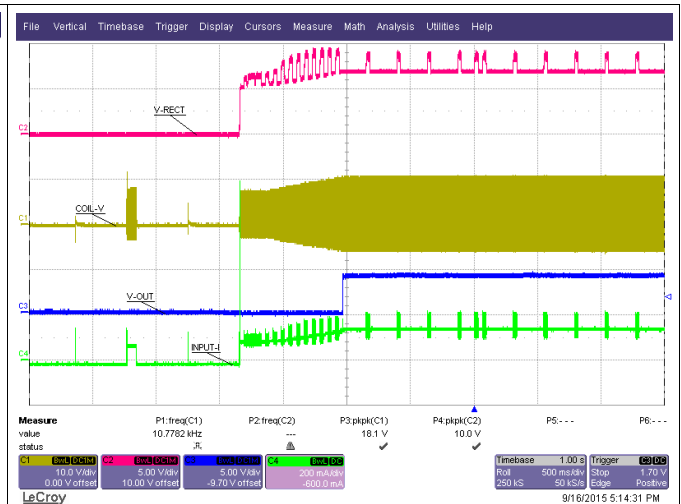 File Vertical Timebase Trigger Display Cursors Measure Math Analysis Utilities Help
V-RECT
C2
COIL-V
C1
V-OUT
C3
INPUT-I
C4
Measure P1:freq(C1) P2:freq(C2) P3:pkpk(C1) P4:pkpk(C2) P5:- - - P6:- - -
value 10.7782 kHz --- 18.1 V 10.0 V
status
C1 BwL DC1M C2 BwL DC1M C3 BwL DC1M C4 BwL DC
10.0 V/div 5.00 V/div 5.00 V/div 200 mA/div
0.00 V offset 10.00 V offset -9.70 V offset -600.0 mA
Timebase 1.00 s Trigger C3 DC
Roll 500 ms/div Stop 1.70 V
250 kS 50 kS/s Edge Positive
LeCroy 9/16/2015 5:14:31 PM